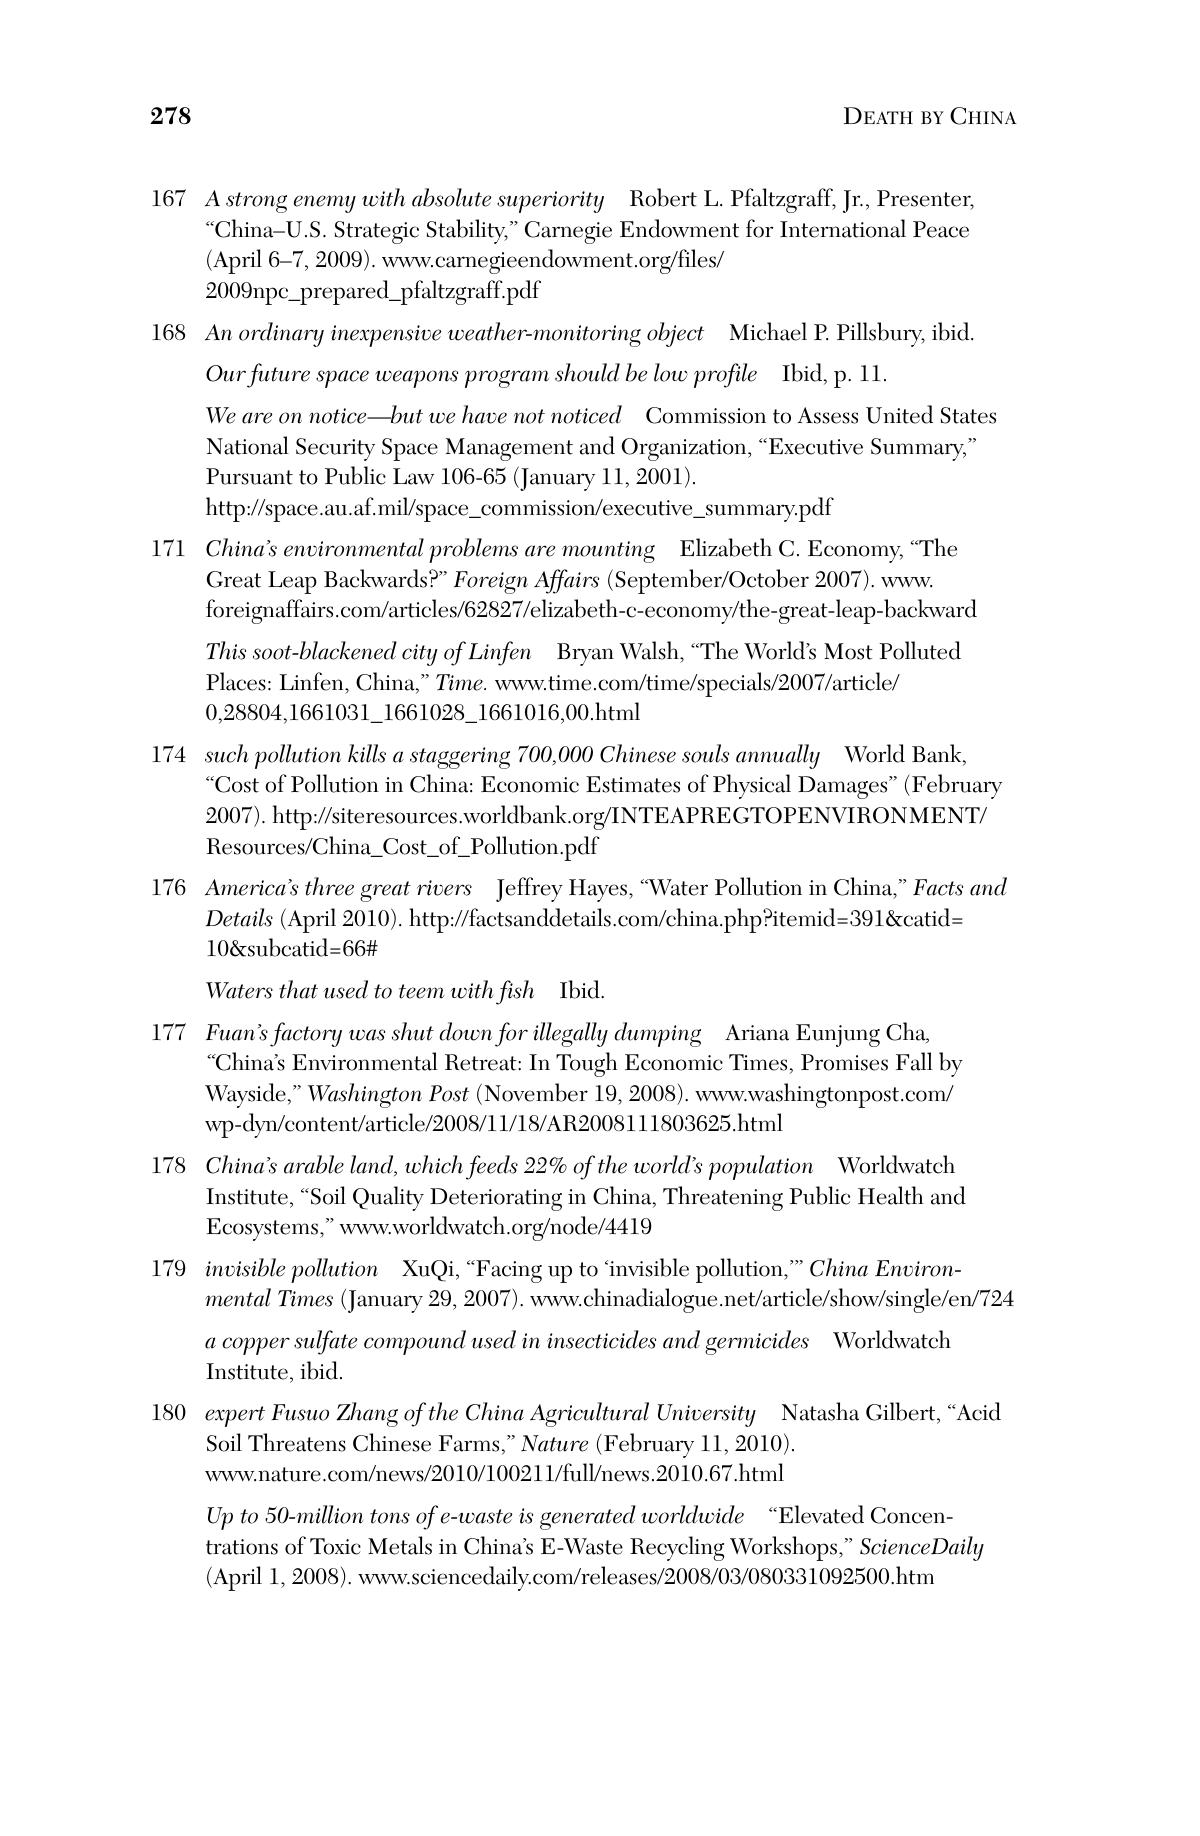 278 DEATH BY CHINA
167 A strong enemy with absolute superiority Robert L. Pfaltzgraff, Jr., Presenter,
“China–U.S. Strategic Stability,” Carnegie Endowment for International Peace
(April 6–7, 2009). www.carnegieendowment.org/files/
2009npc_prepared_pfaltzgraff.pdf
168 An ordinary inexpensive weather-monitoring object Michael P. Pillsbury, ibid.
Our future space weapons program should be low profile Ibid, p. 11.
We are on notice—but we have not noticed Commission to Assess United States
National Security Space Management and Organization, “Executive Summary,”
Pursuant to Public Law 106-65 (January 11, 2001).
http://space.au.af.mil/space_commission/executive_summary.pdf
171 China’s environmental problems are mounting Elizabeth C. Economy, “The
Great Leap Backwards?” Foreign Affairs (September/October 2007). www.
foreignaffairs.com/articles/62827/elizabeth-c-economy/the-great-leap-backward
This soot-blackened city of Linfen Bryan Walsh, “The World’s Most Polluted
Places: Linfen, China,” Time. www.time.com/time/specials/2007/article/
0,28804,1661031_1661028_1661016,00.html
174 such pollution kills a staggering 700,000 Chinese souls annually World Bank,
“Cost of Pollution in China: Economic Estimates of Physical Damages” (February
2007). http://siteresources.worldbank.org/INTEAPREGTOPENVIRONMENT/
Resources/China_Cost_of_Pollution.pdf
176 America’s three great rivers Jeffrey Hayes, “Water Pollution in China,” Facts and
Details (April 2010). http://factsanddetails.com/china.php?itemid=391&catid=
10&subcatid=66#
Waters that used to teem with fish Ibid.
177 Fuan’s factory was shut down for illegally dumping Ariana Eunjung Cha,
“China’s Environmental Retreat: In Tough Economic Times, Promises Fall by
Wayside,” Washington Post (November 19, 2008). www.washingtonpost.com/
wp-dyn/content/article/2008/11/18/AR2008111803625.html
178 China’s arable land, which feeds 22% of the world’s population Worldwatch
Institute, “Soil Quality Deteriorating in China, Threatening Public Health and
Ecosystems,” www.worldwatch.org/node/4419
179 invisible pollution XuQi, “Facing up to ‘invisible pollution,’” China Environ-
mental Times (January 29, 2007). www.chinadialogue.net/article/show/single/en/724
a copper sulfate compound used in insecticides and germicides Worldwatch
Institute, ibid.
180 expert Fusuo Zhang of the China Agricultural University Natasha Gilbert, “Acid
Soil Threatens Chinese Farms,” Nature (February 11, 2010).
www.nature.com/news/2010/100211/full/news.2010.67.html
Up to 50-million tons of e-waste is generated worldwide “Elevated Concen-
trations of Toxic Metals in China’s E-Waste Recycling Workshops,” ScienceDaily
(April 1, 2008). www.sciencedaily.com/releases/2008/03/080331092500.htm